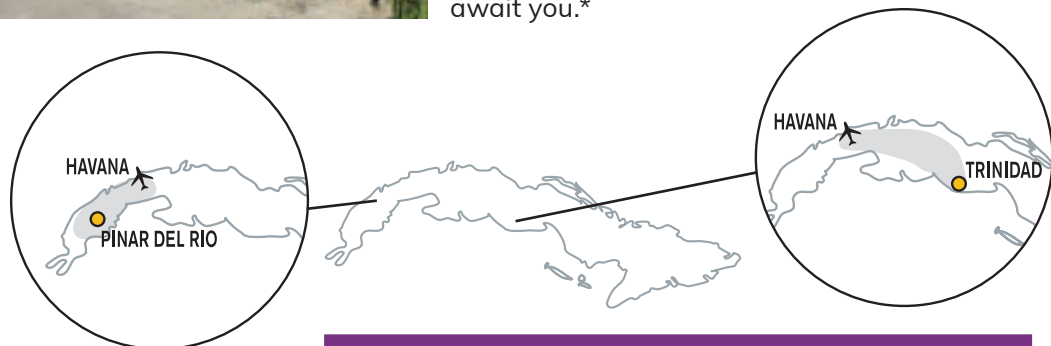 await you.*
HAVANA
PINAR DEL RIO
HAVANA
TRINIDAD